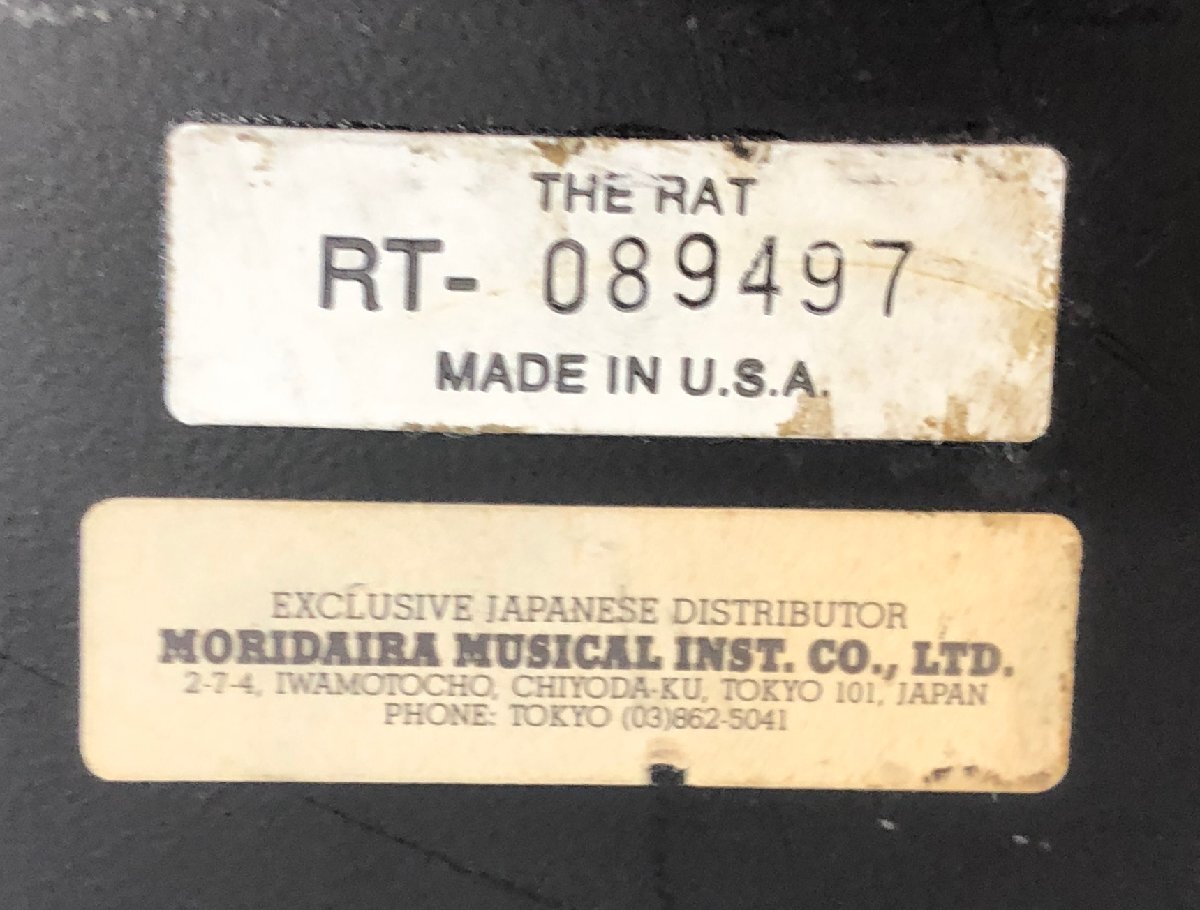 THE RAT
RT- 089497
MADE IN U.S.A.
EXCLUSIVE JAPANESE DISTRIBUTOR
MORIDAIRA MUSICAL INST. CO., LTD.
2-7-4, IWAMOTOCHO, CHIYODA-KU, TOKYO 101, JAPAN
PHONE: TOKYO (03)862-5041